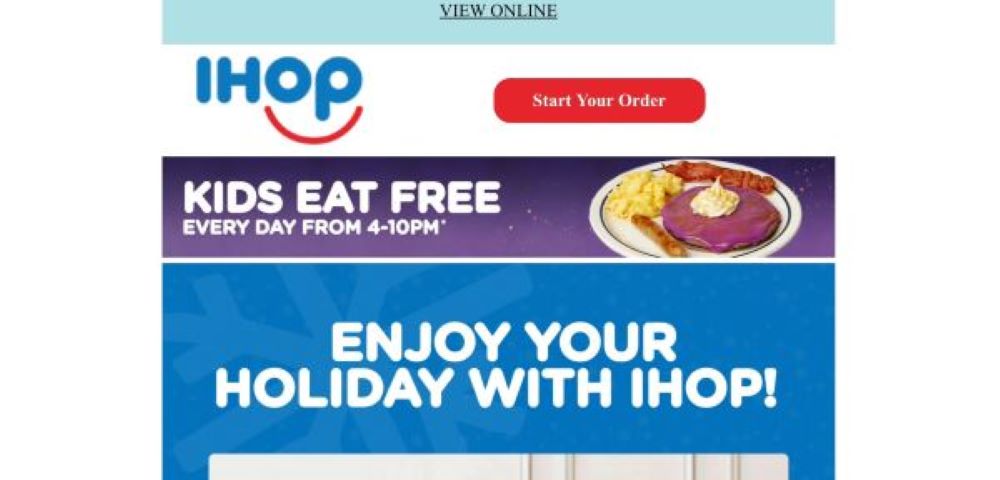 VIEW ONLINE
IHOP
Start Your Order
KIDS EAT FREE
EVERY DAY FROM 4-10PM*
ENJOY YOUR
HOLIDAY WITH IHOP!